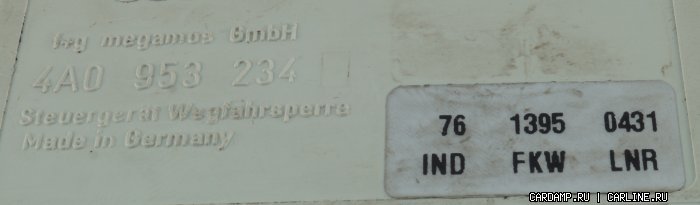 f+g megamos GmbH
4A0 953 234
Steuergerät Wegfahrsperre
Made in Germany
76 1395 0431
IND FKW LNR
CARDAMP.RU | CARLINE.RU